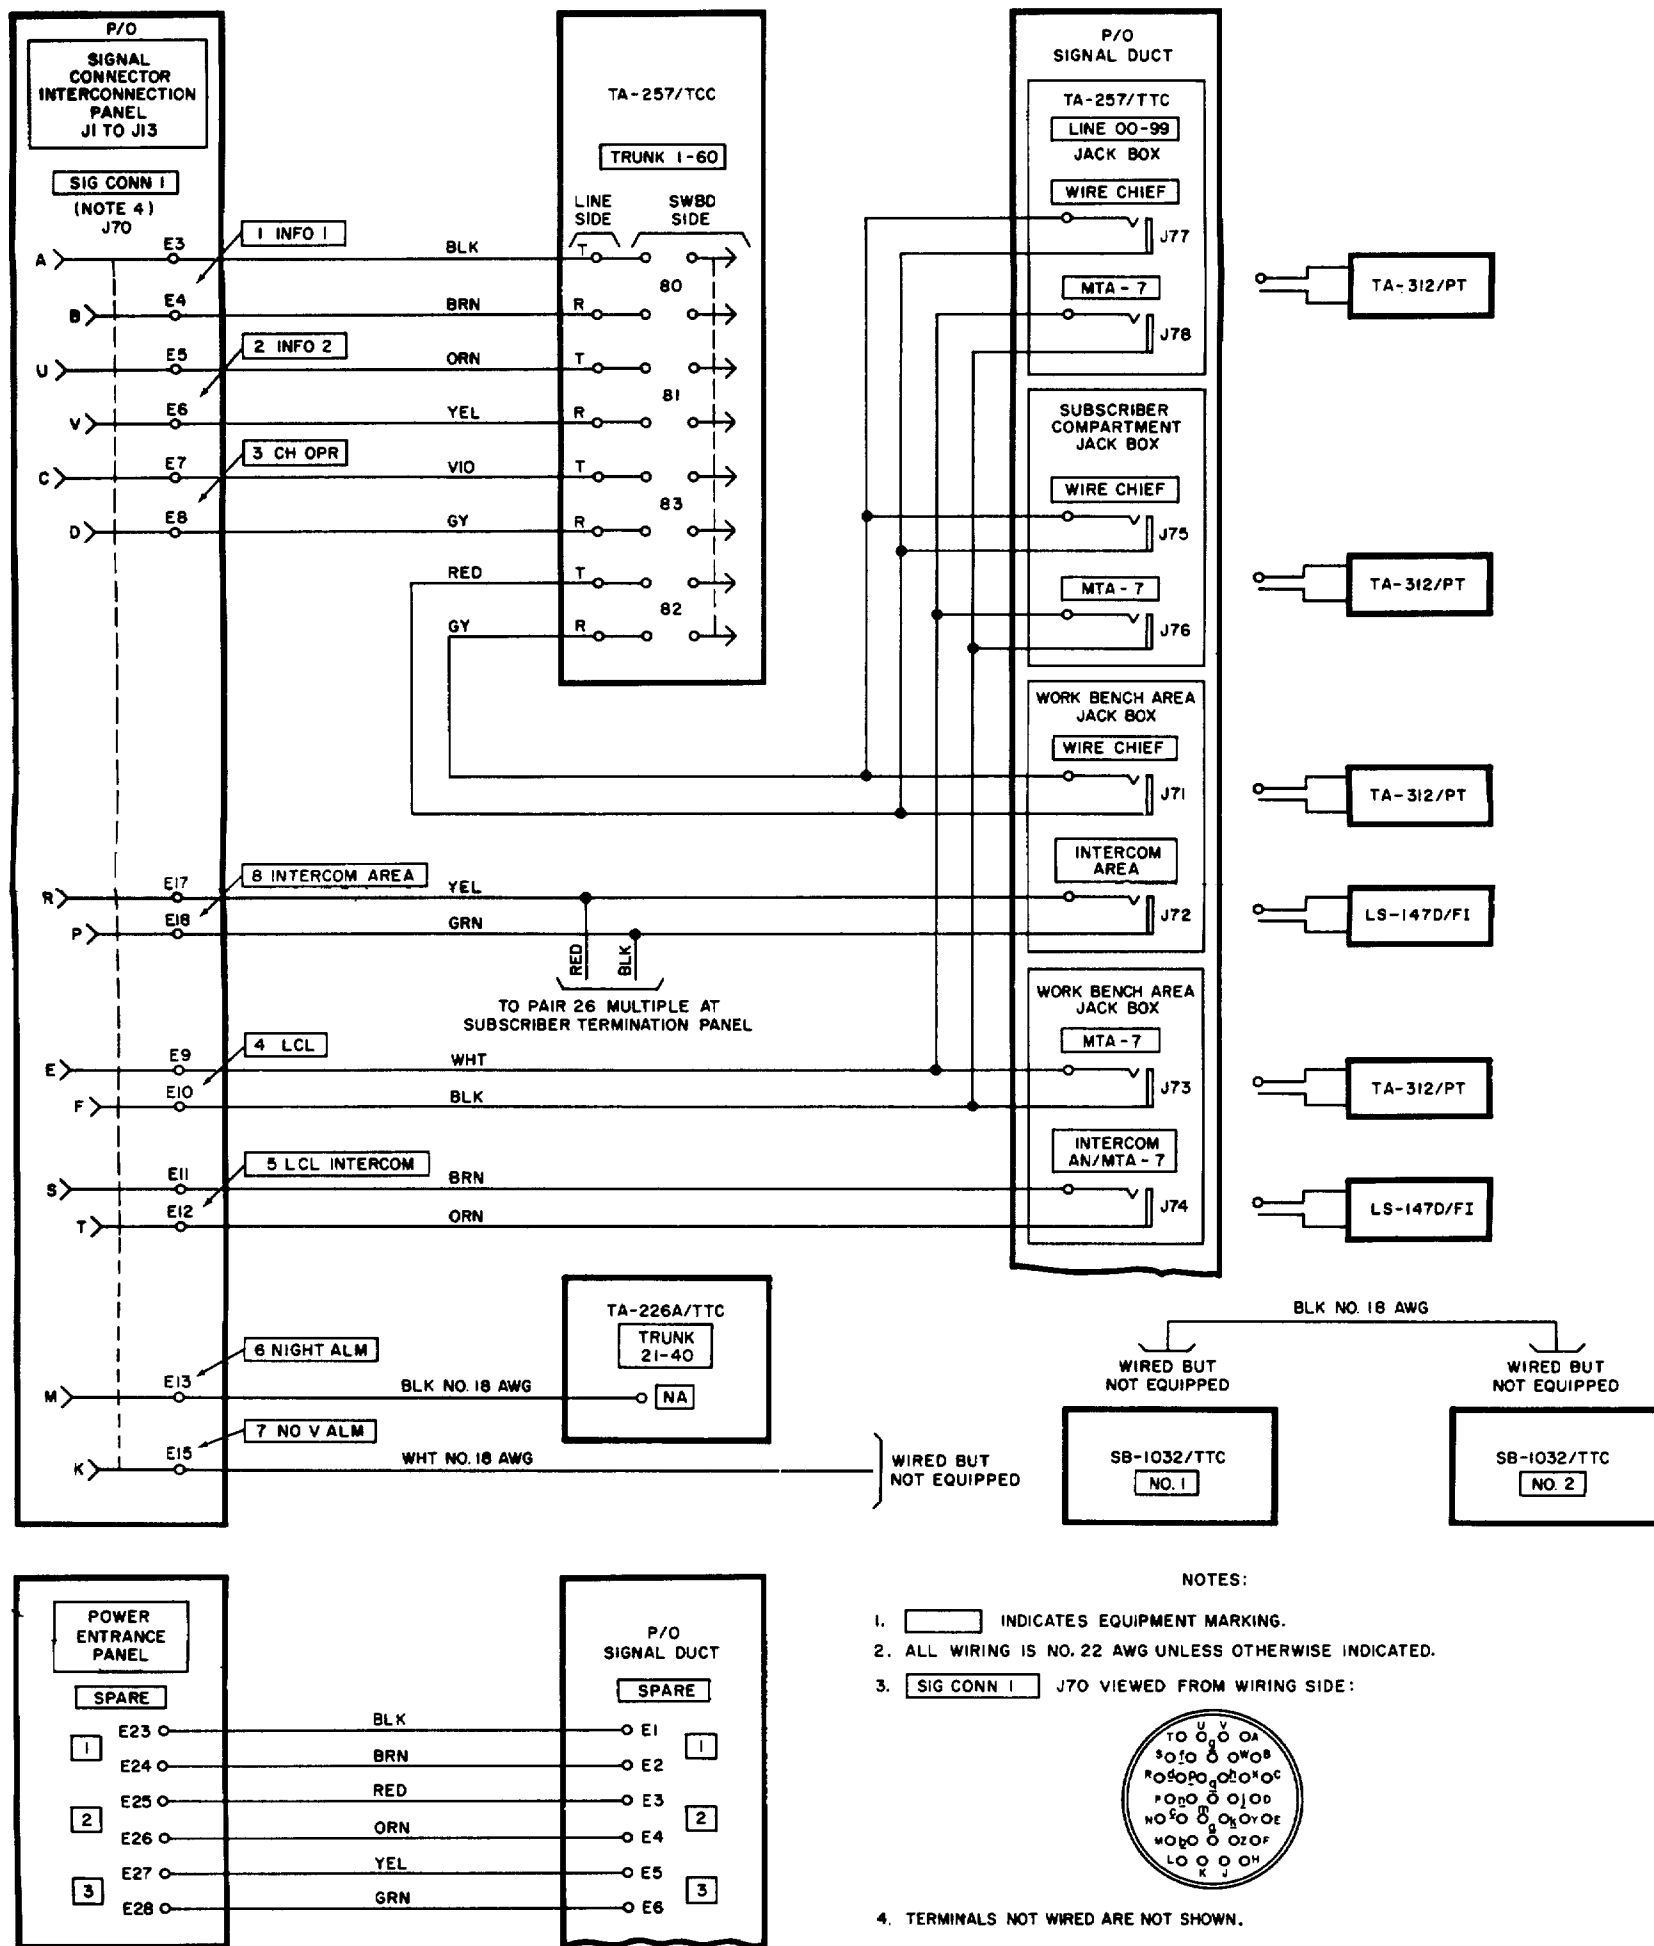 P/O
SIGNAL
CONNECTOR
INTERCONNECTION
PANEL
J1 TO J13
SIG CONN 1
(NOTE 4)
J70
A
E3
1 INFO 1
BLK
B
E4
BRN
U
E5
2 INFO 2
ORN
V
E6
YEL
C
E7
3 CH OPR
VIO
D
E8
GY
RED
GY
TA-257/TCC
TRUNK 1-60
LINE
SIDE
SWBD
SIDE
T
80
R
T
81
R
T
83
R
T
82
R
P/O
SIGNAL DUCT
TA-257/TTC
LINE 00-99
JACK BOX
WIRE CHIEF
J77
MTA-7
J78
SUBSCRIBER
COMPARTMENT
JACK BOX
WIRE CHIEF
J75
MTA-7
J76
WORK BENCH AREA
JACK BOX
WIRE CHIEF
J71
INTERCOM
AREA
J72
WORK BENCH AREA
JACK BOX
MTA-7
J73
INTERCOM
AN/MTA-7
J74
TA-312/PT
TA-312/PT
TA-312/PT
LS-147D/FI
TA-312/PT
LS-147D/FI
R
E17
8 INTERCOM AREA
YEL
P
E18
GRN
RED
BLK
TO PAIR 26 MULTIPLE AT
SUBSCRIBER TERMINATION PANEL
E
E9
4 LCL
WHT
F
E10
BLK
S
E11
5 LCL INTERCOM
BRN
T
E12
ORN
M
E13
6 NIGHT ALM
BLK NO. 18 AWG
TA-226A/TTC
TRUNK
21-40
NA
K
E15
7 NO V ALM
WHT NO. 18 AWG
WIRED BUT
NOT EQUIPPED
BLK NO. 18 AWG
WIRED BUT
NOT EQUIPPED
WIRED BUT
NOT EQUIPPED
SB-1032/TTC
NO. 1
SB-1032/TTC
NO. 2
POWER
ENTRANCE
PANEL
SPARE
1
E23
E24
2
E25
E26
3
E27
E28
BLK
BRN
RED
ORN
YEL
GRN
P/O
SIGNAL DUCT
SPARE
E1
1
E2
E3
2
E4
E5
3
E6
NOTES:
1. INDICATES EQUIPMENT MARKING.
2. ALL WIRING IS NO. 22 AWG UNLESS OTHERWISE INDICATED.
3. SIG CONN 1 J70 VIEWED FROM WIRING SIDE:
T U V A
S f g W B
R d p q h X C
P n j D
N c m k Y E
M b a Z F
L K J H
4. TERMINALS NOT WIRED ARE NOT SHOWN.